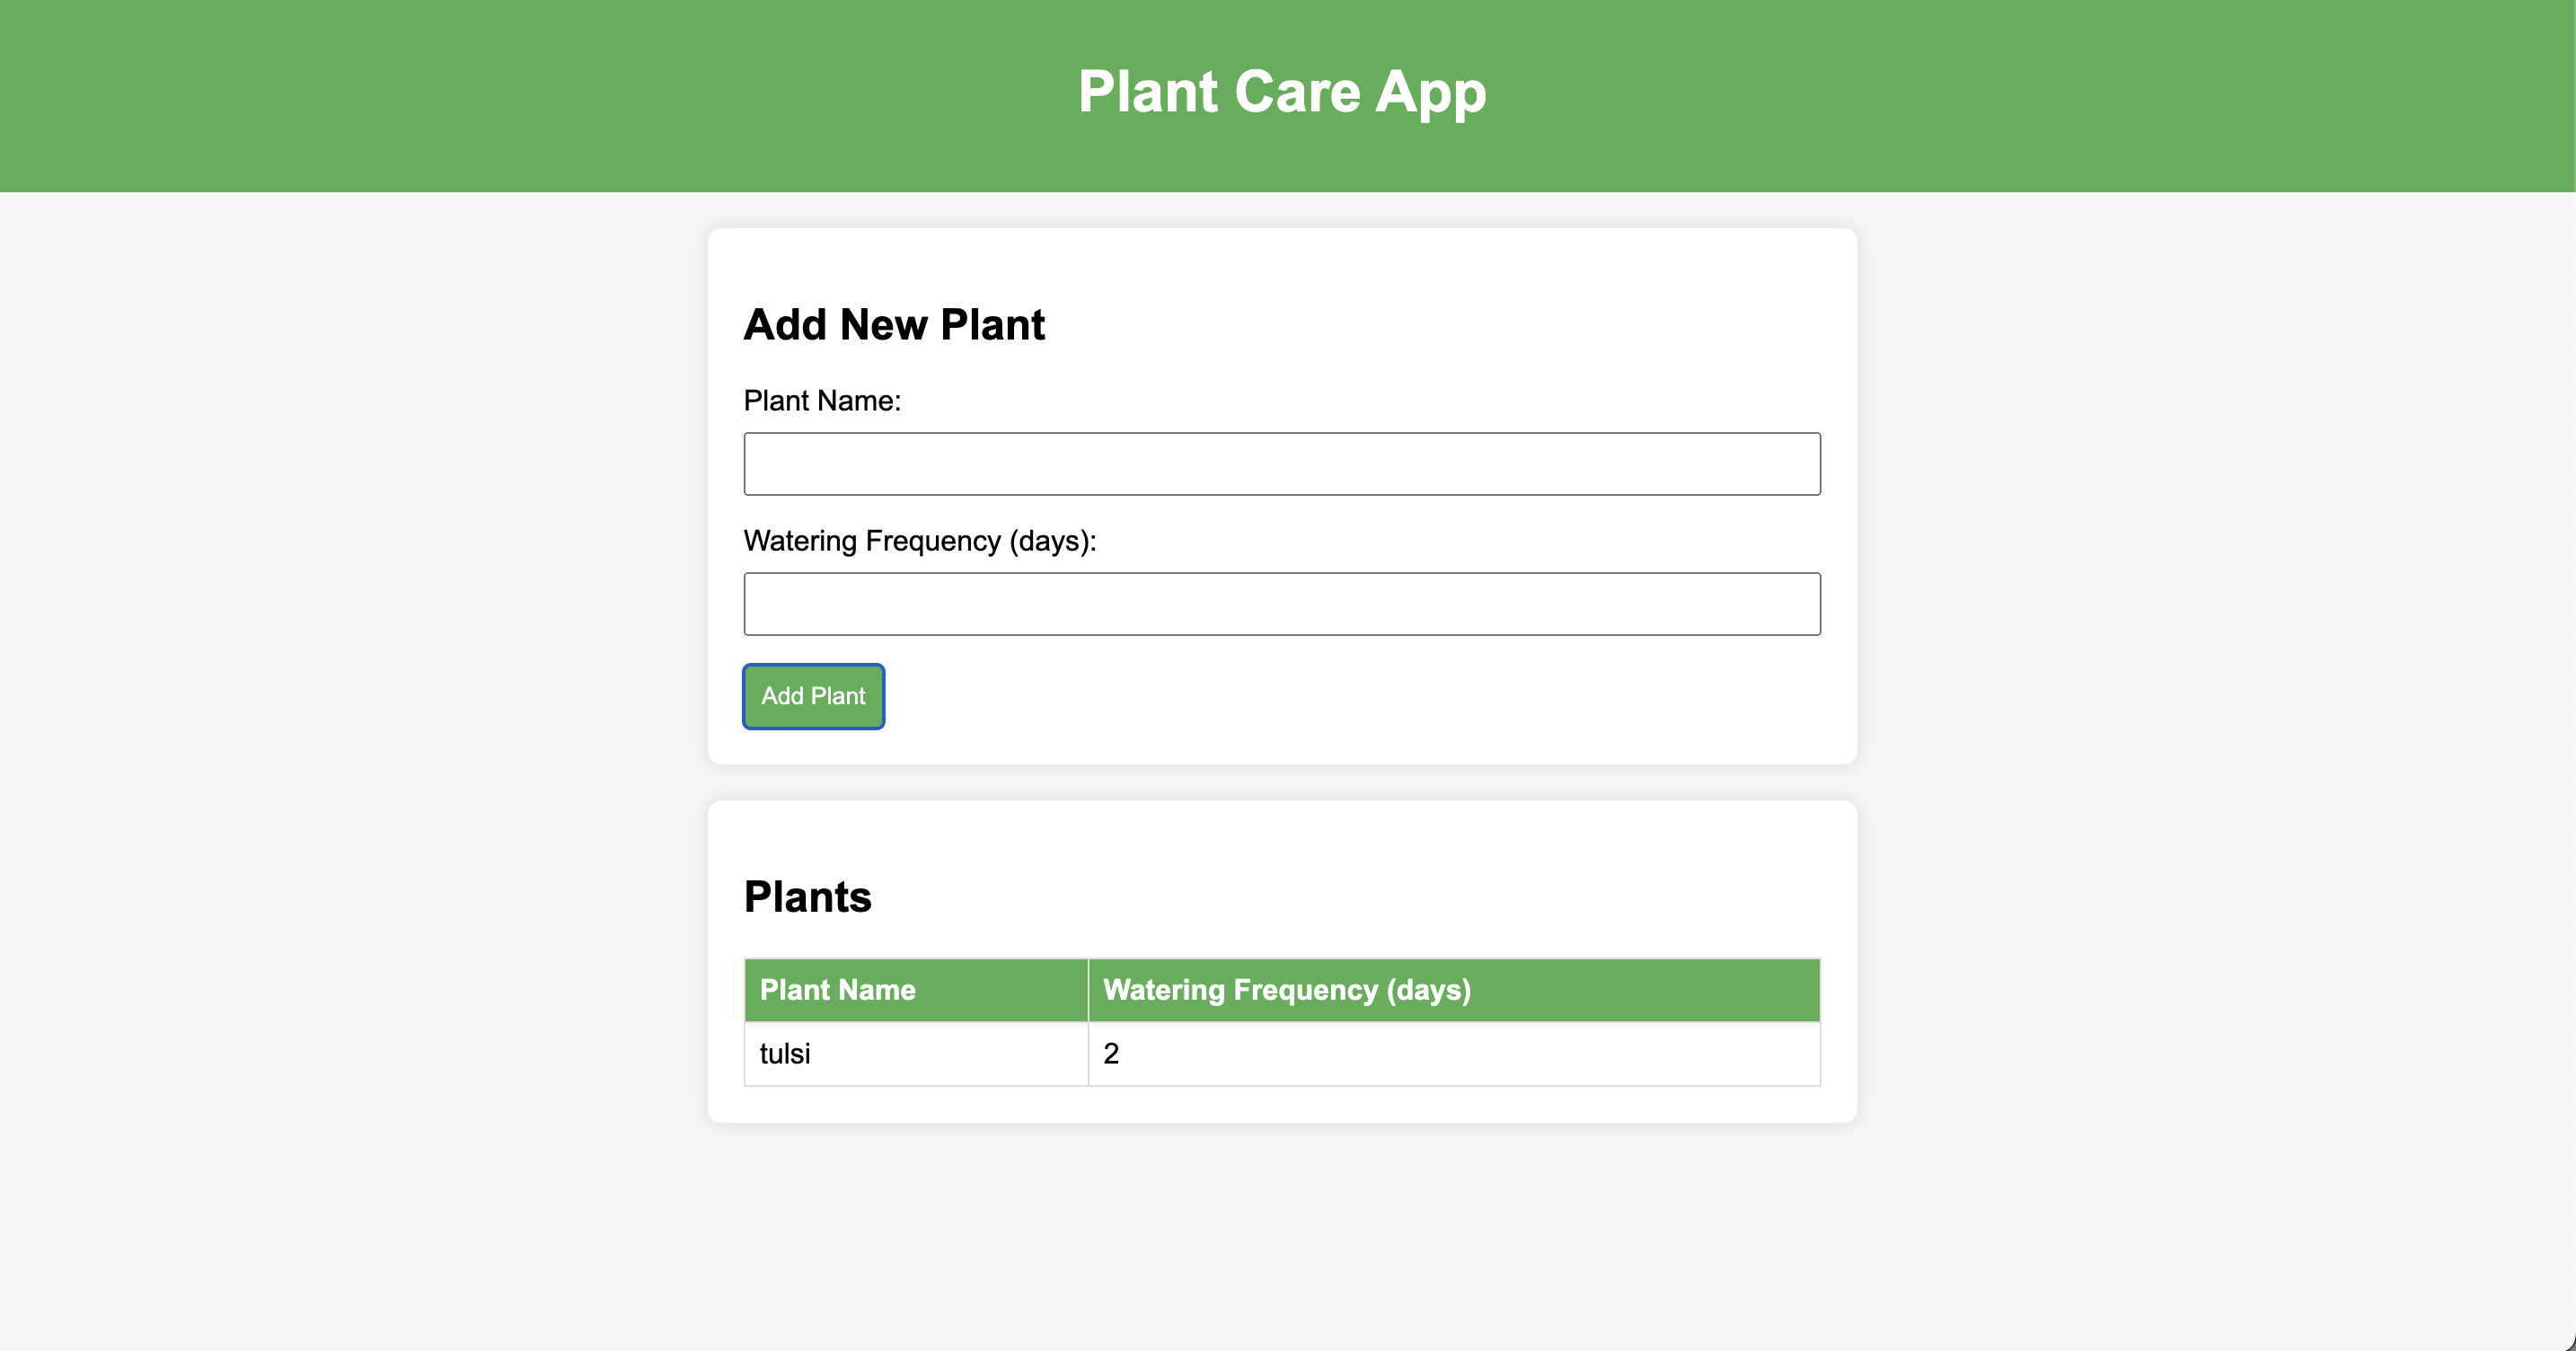 Plant Care App
Add New Plant
Plant Name:
Watering Frequency (days):
Add Plant
Plants
Plant Name Watering Frequency (days)
tulsi 2